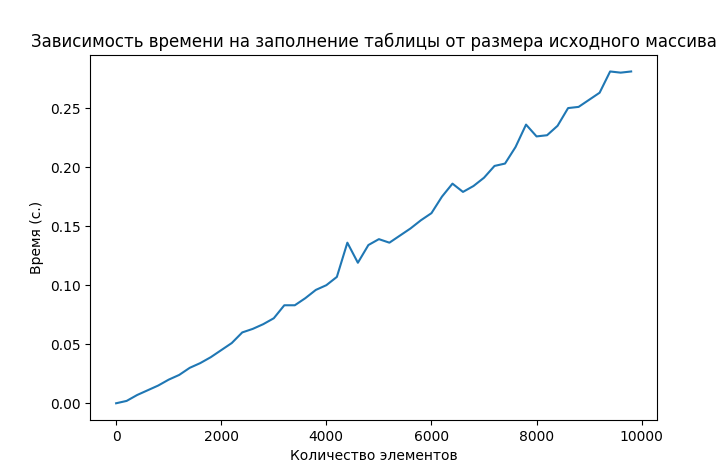 Зависимость времени на заполнение таблицы от размера исходного массива
0.25
0.20
0.15
0.10
0.05
0.00
Время (с.)
0 2000 4000 6000 8000 10000
Количество элементов